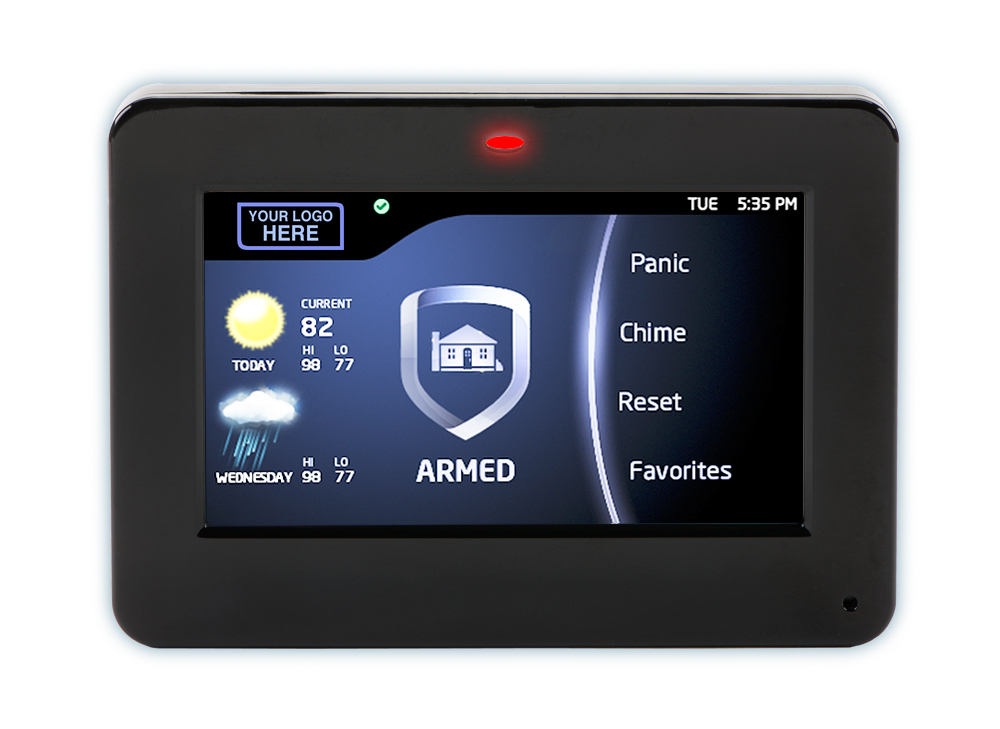 YOUR LOGO
HERE
TUE 5:35 PM
CURRENT
82
HI LO
TODAY 98 77
HI LO
WEDNESDAY 98 77
ARMED
Panic
Chime
Reset
Favorites